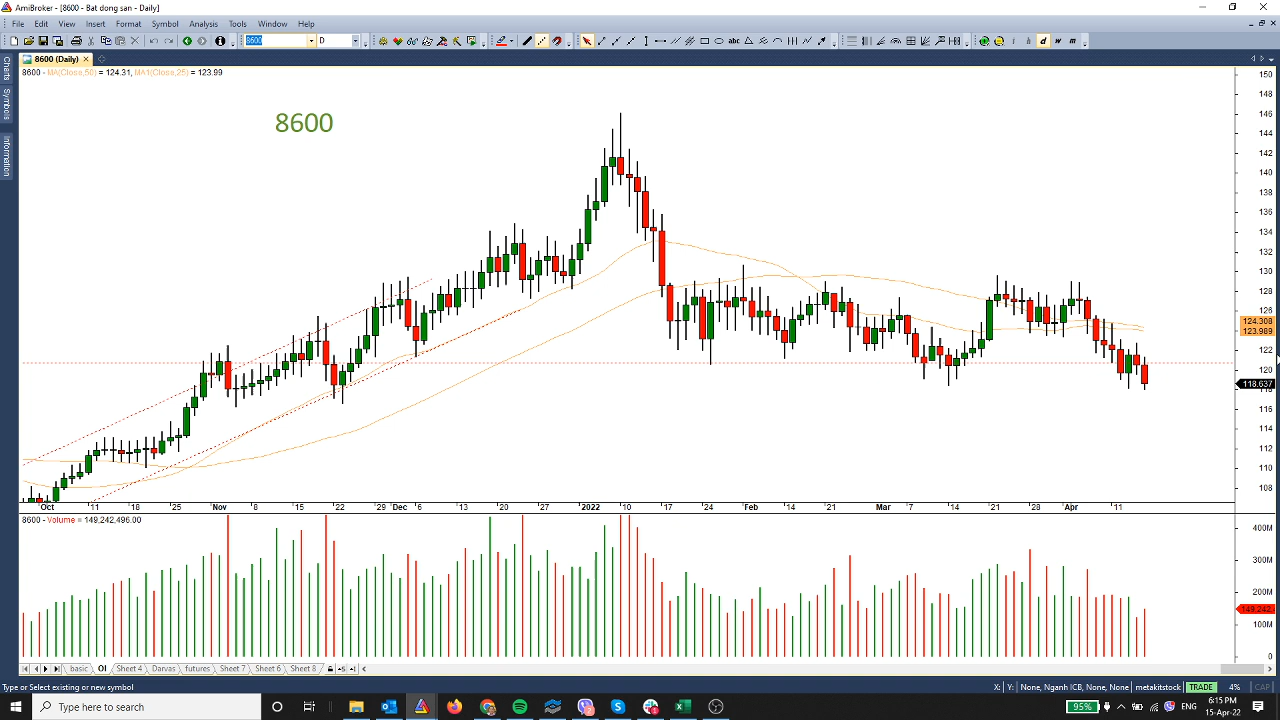 AmiBroker - [8600 - Bat dong san - Daily]
File Edit View Insert Format Symbol Analysis Tools Window Help
8600 D abc i h d w m
8600 (Daily)
8600 - MA(Close,50) = 124.31, MA1(Close,25) = 123.99
Charts
Symbols
Information
8600
150
148
146
144
142
140
138
136
134
132
130
128
126
124.308
123.989
122
120
118.637
116
114
112
110
108
Oct 11 18 25 Nov 8 15 22 29 Dec 6 13 20 27 2022 10 17 24 Feb 14 21 Mar 7 14 21 28 Apr 11
8600 - Volume = 149,242,496.00
400M
300M
200M
149,242,
100M
0
basic OI Sheet 4 Darvas futures Sheet 7 Sheet 6 Sheet 8
Type or Select existing or new symbol X: Y: None, Nganh ICB, None, None metakitstock TRADE 4% CAP
Type here to search 95% ENG 6:15 PM
15-Apr-22